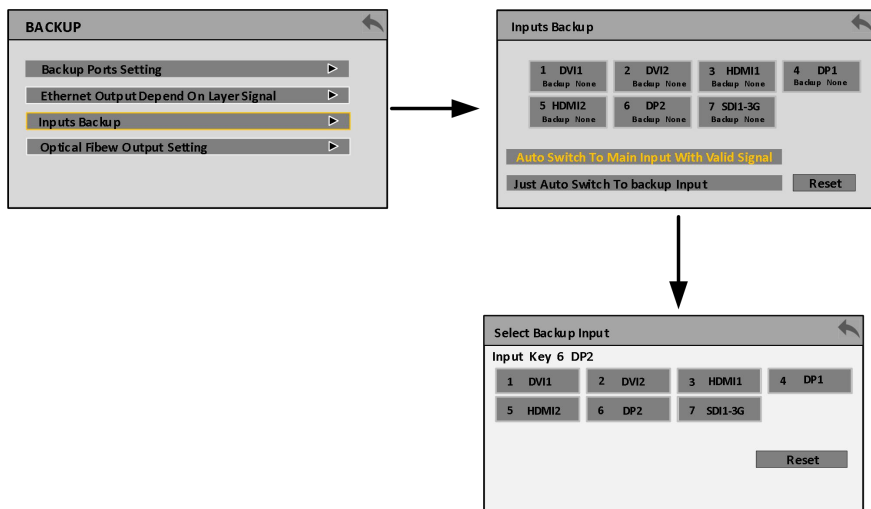 BACKUP
Backup Ports Setting
Ethernet Output Depend On Layer Signal
Inputs Backup
Optical Fibew Output Setting
Inputs Backup
1 DVI1
Backup None
2 DVI2
Backup None
3 HDMI1
Backup None
4 DP1
Backup None
5 HDMI2
Backup None
6 DP2
Backup None
7 SDI1-3G
Backup None
Auto Switch To Main Input With Valid Signal
Just Auto Switch To backup Input
Reset
Select Backup Input
Input Key 6 DP2
1 DVI1
2 DVI2
3 HDMI1
4 DP1
5 HDMI2
6 DP2
7 SDI1-3G
Reset